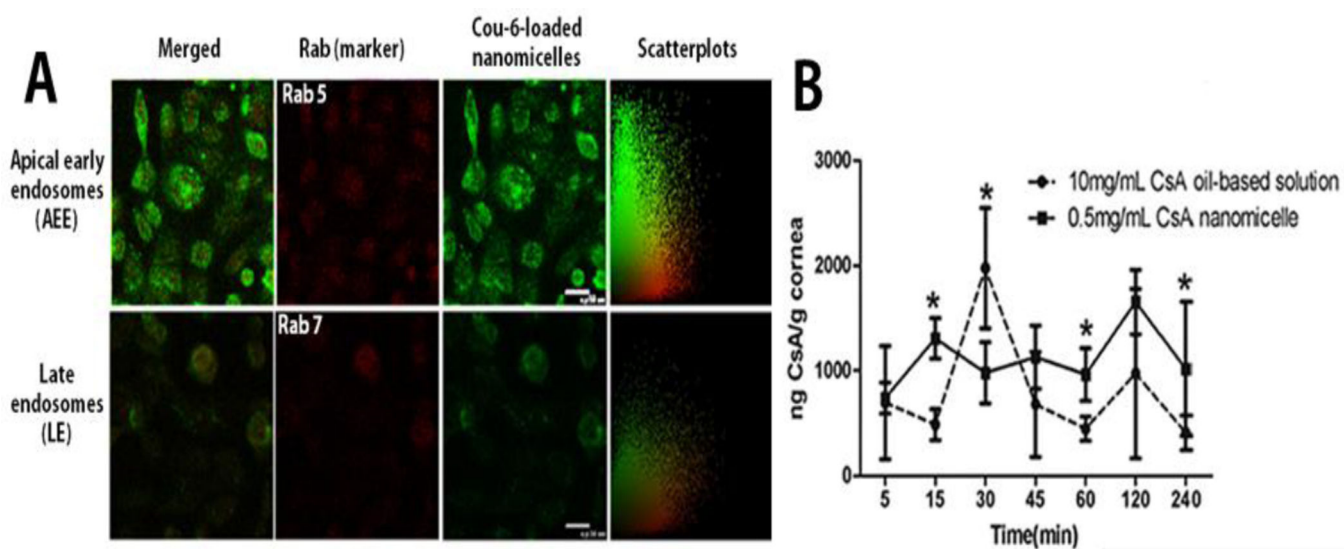 A
Merged
Rab (marker)
Cou-6-loaded
nanomicelles
Scatterplots
Apical early
endosomes
(AEE)
Rab 5
Late
endosomes
(LE)
Rab 7
B
ng CsA/g cornea
3000
2000
1000
0
10mg/mL CsA oil-based solution
0.5mg/mL CsA nanomicelle
*
*
*
*
5 15 30 45 60 120 240
Time(min)